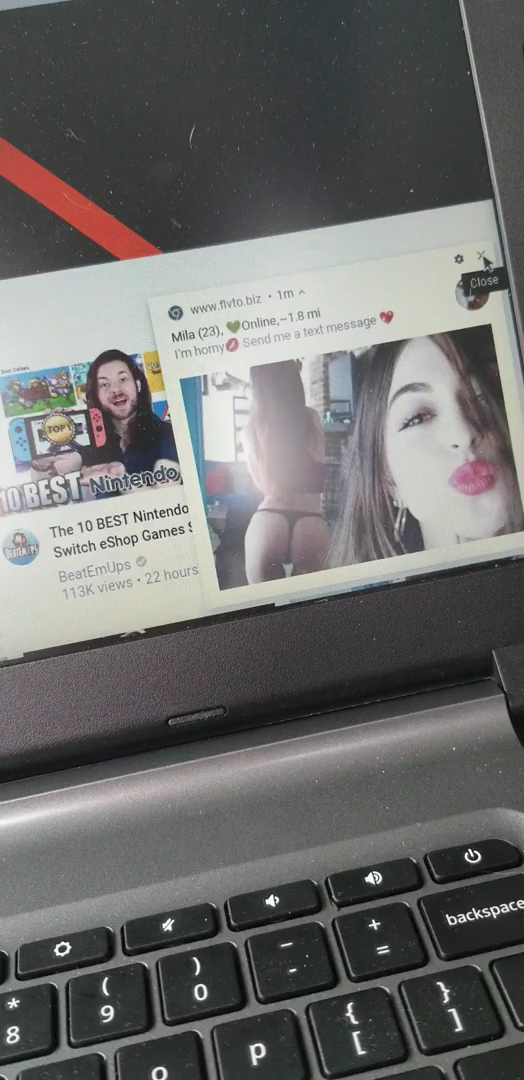 www.flvto.biz • 1m ^
Close
Mila (23), 💚Online,~1.8 mi
I'm horny💋 Send me a text message 💖
TOP
10 BEST Nintendo
The 10 BEST Nintendo
Switch eShop Games
BEATEMUPS
BeatEmUps
113K views • 22 hours
backspace
+
=
_
-
)
0
(
9
*
8
{
[
}
]
p
o